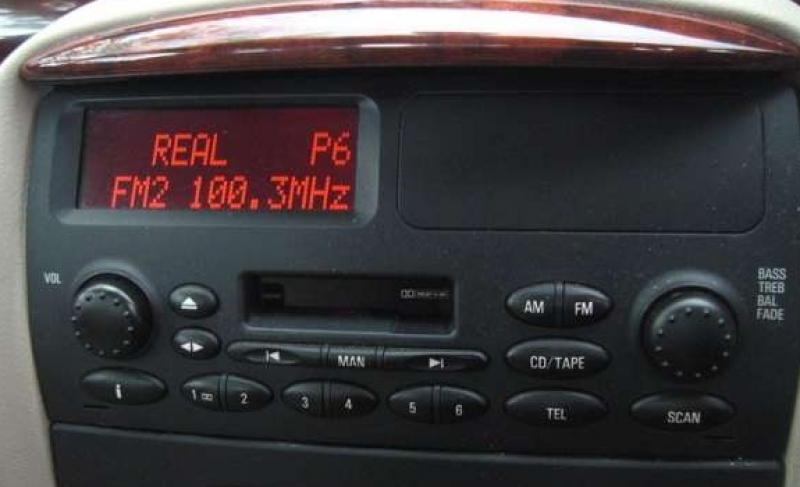 REAL P6
FM2 100.3MHz
VOL
BASS
TREB
BAL
FADE
AM FM
MAN
CD/TAPE
i
1 2
3 4
5 6
TEL
SCAN